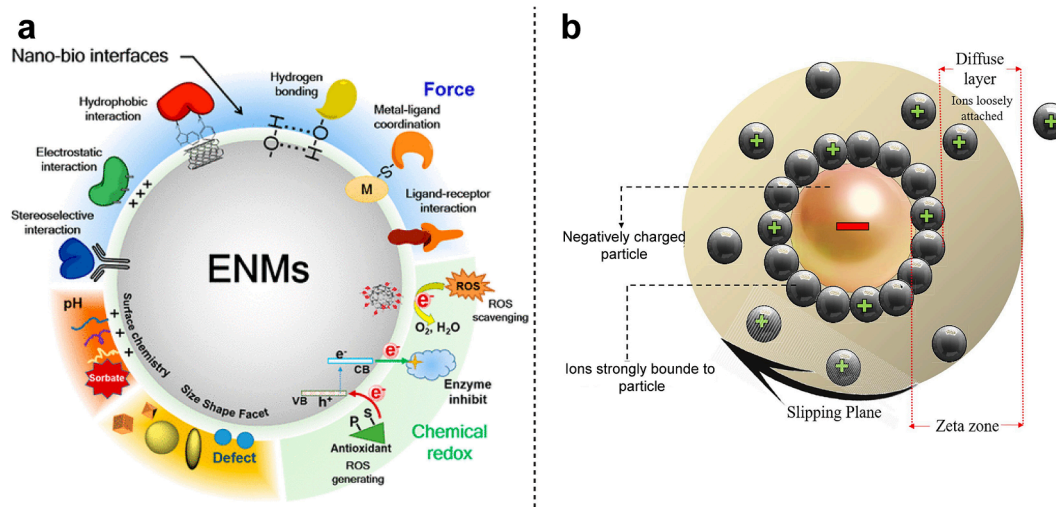 a
Nano-bio interfaces
Hydrogen
bonding
Force
Hydrophobic
interaction
Metal-ligand
coordination
Electrostatic
interaction
O-H
O-H
S
M
+++
Ligand-receptor
interaction
Stereoselective
interaction
ENMs
pH
+++
Surface chemistry
Sorbate
Size Shape Facet
Defect
e-
ROS
ROS
scavenging
O2, H2O
e-
CB
e-
Enzyme
inhibit
VB
h+
e-
P
S
Antioxidant
ROS
generating
Chemical
redox
b
Diffuse
layer
Ions loosely
attached
+
+
+
+
+
+
+
+
+
+
−
Negatively charged
particle
Ions strongly bounde to
particle
Slipping Plane
Zeta zone